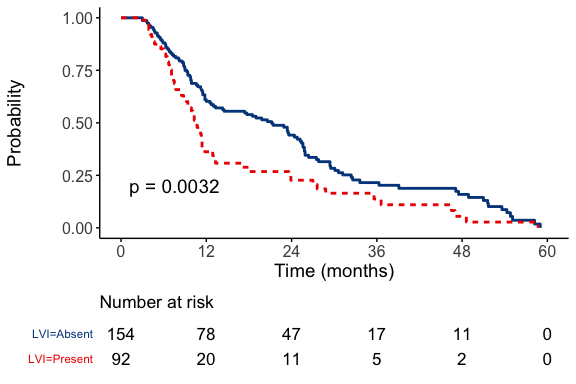 1.00
0.75
0.50
0.25
0.00
Probability
p = 0.0032
0 12 24 36 48 60
Time (months)
Number at risk
LVI=Absent 154 78 47 17 11 0
LVI=Present 92 20 11 5 2 0